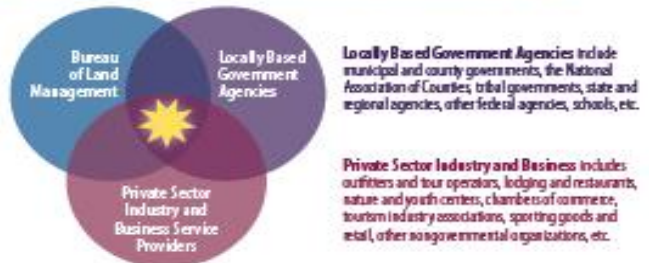 Bureau
of Land
Management
Locally Based
Government
Agencies
Private Sector
Industry and
Business Service
Providers
Locally Based Government Agencies include
municipal and county governments, the National
Association of Counties, tribal governments, state and
regional agencies, other federal agencies, schools, etc.
Private Sector Industry and Business includes
outfitters and tour operators, lodging and restaurants,
nature and youth centers, chambers of commerce,
tourism industry associations, sporting goods and
retail, other nongovernmental organizations, etc.